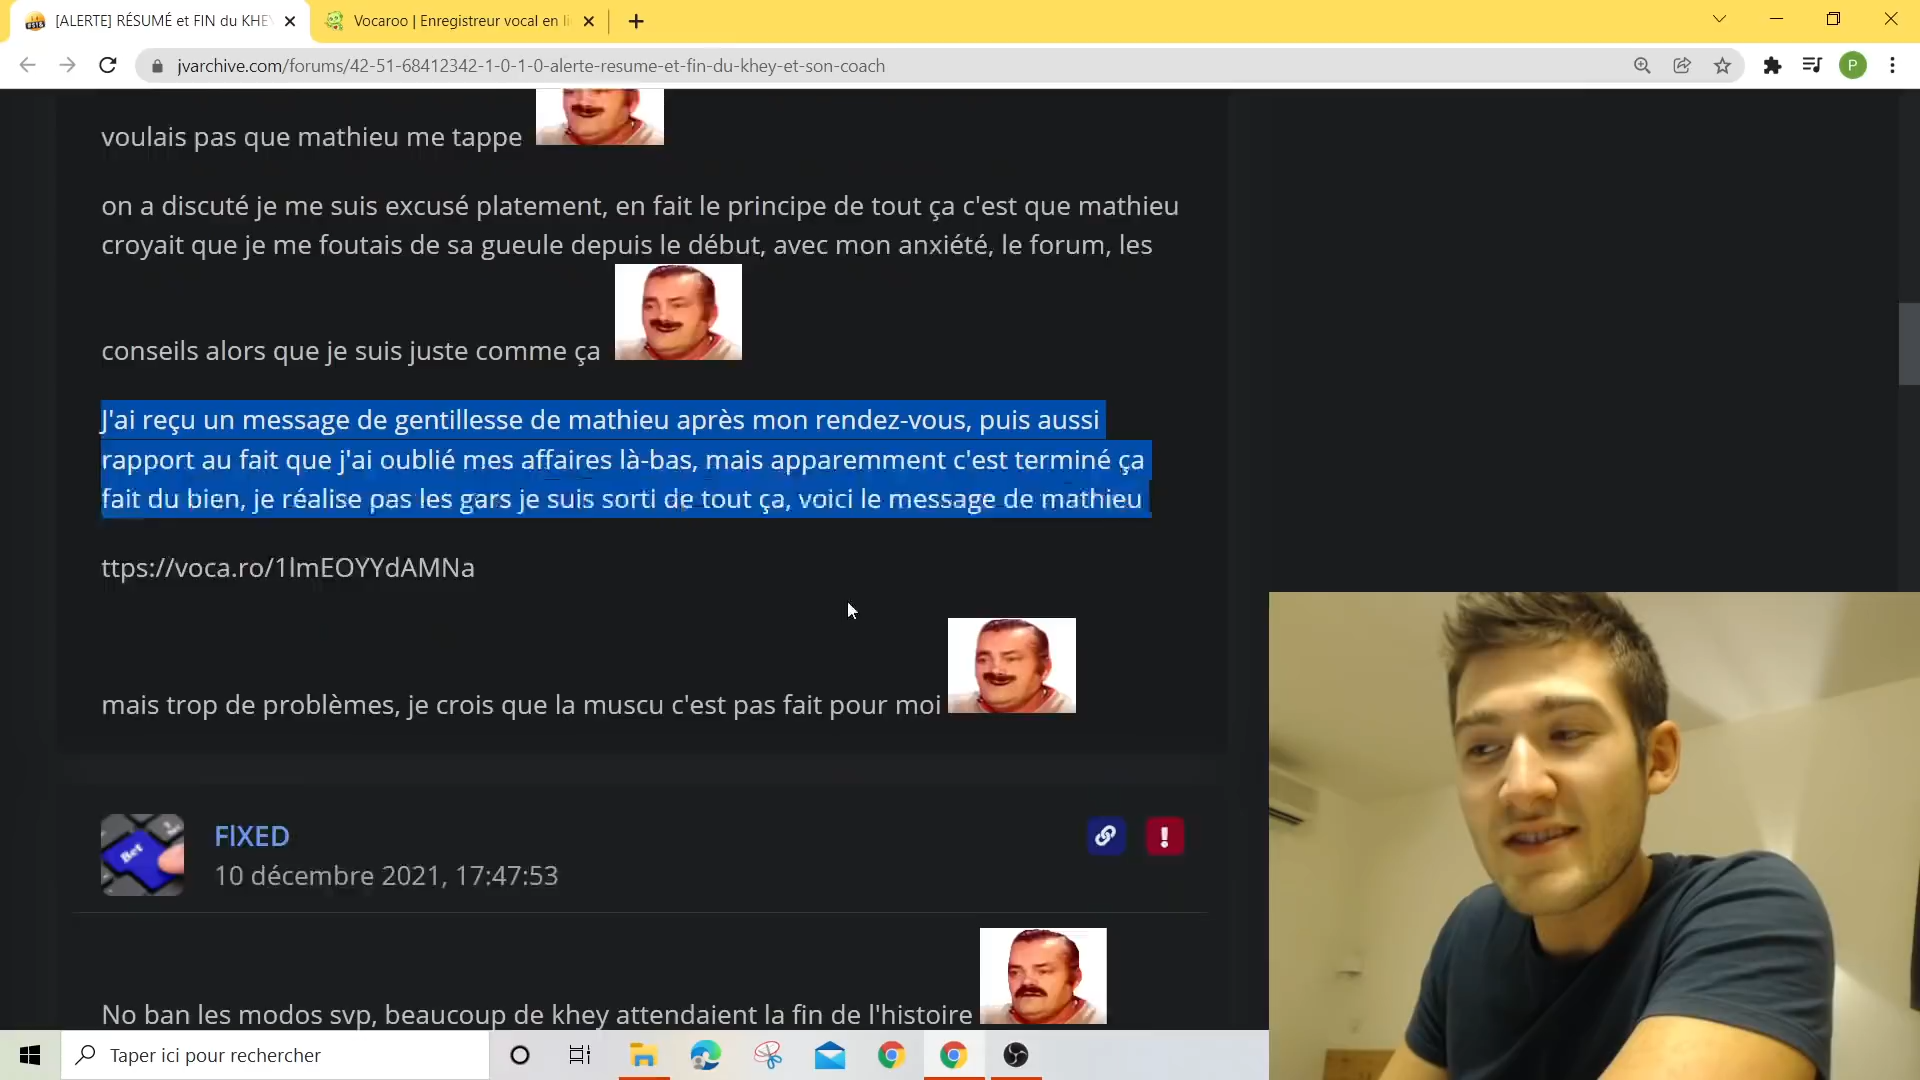 [ALERTE] RÉSUMÉ et FIN du KHE
Vocaroo | Enregistreur vocal en li
jvarchive.com/forums/42-51-68412342-1-0-1-0-alerte-resume-et-fin-du-khey-et-son-coach
P
voulais pas que mathieu me tappe
on a discuté je me suis excusé platement, en fait le principe de tout ça c'est que mathieu
croyait que je me foutais de sa gueule depuis le début, avec mon anxiété, le forum, les
conseils alors que je suis juste comme ça
J'ai reçu un message de gentillesse de mathieu après mon rendez-vous, puis aussi
rapport au fait que j'ai oublié mes affaires là-bas, mais apparemment c'est terminé ça
fait du bien, je réalise pas les gars je suis sorti de tout ça, voici le message de mathieu
ttps://voca.ro/1lmEOYYdAMNa
mais trop de problèmes, je crois que la muscu c'est pas fait pour moi
Bet
FlXED
10 décembre 2021, 17:47:53
No ban les modos svp, beaucoup de khey attendaient la fin de l'histoire
Taper ici pour rechercher